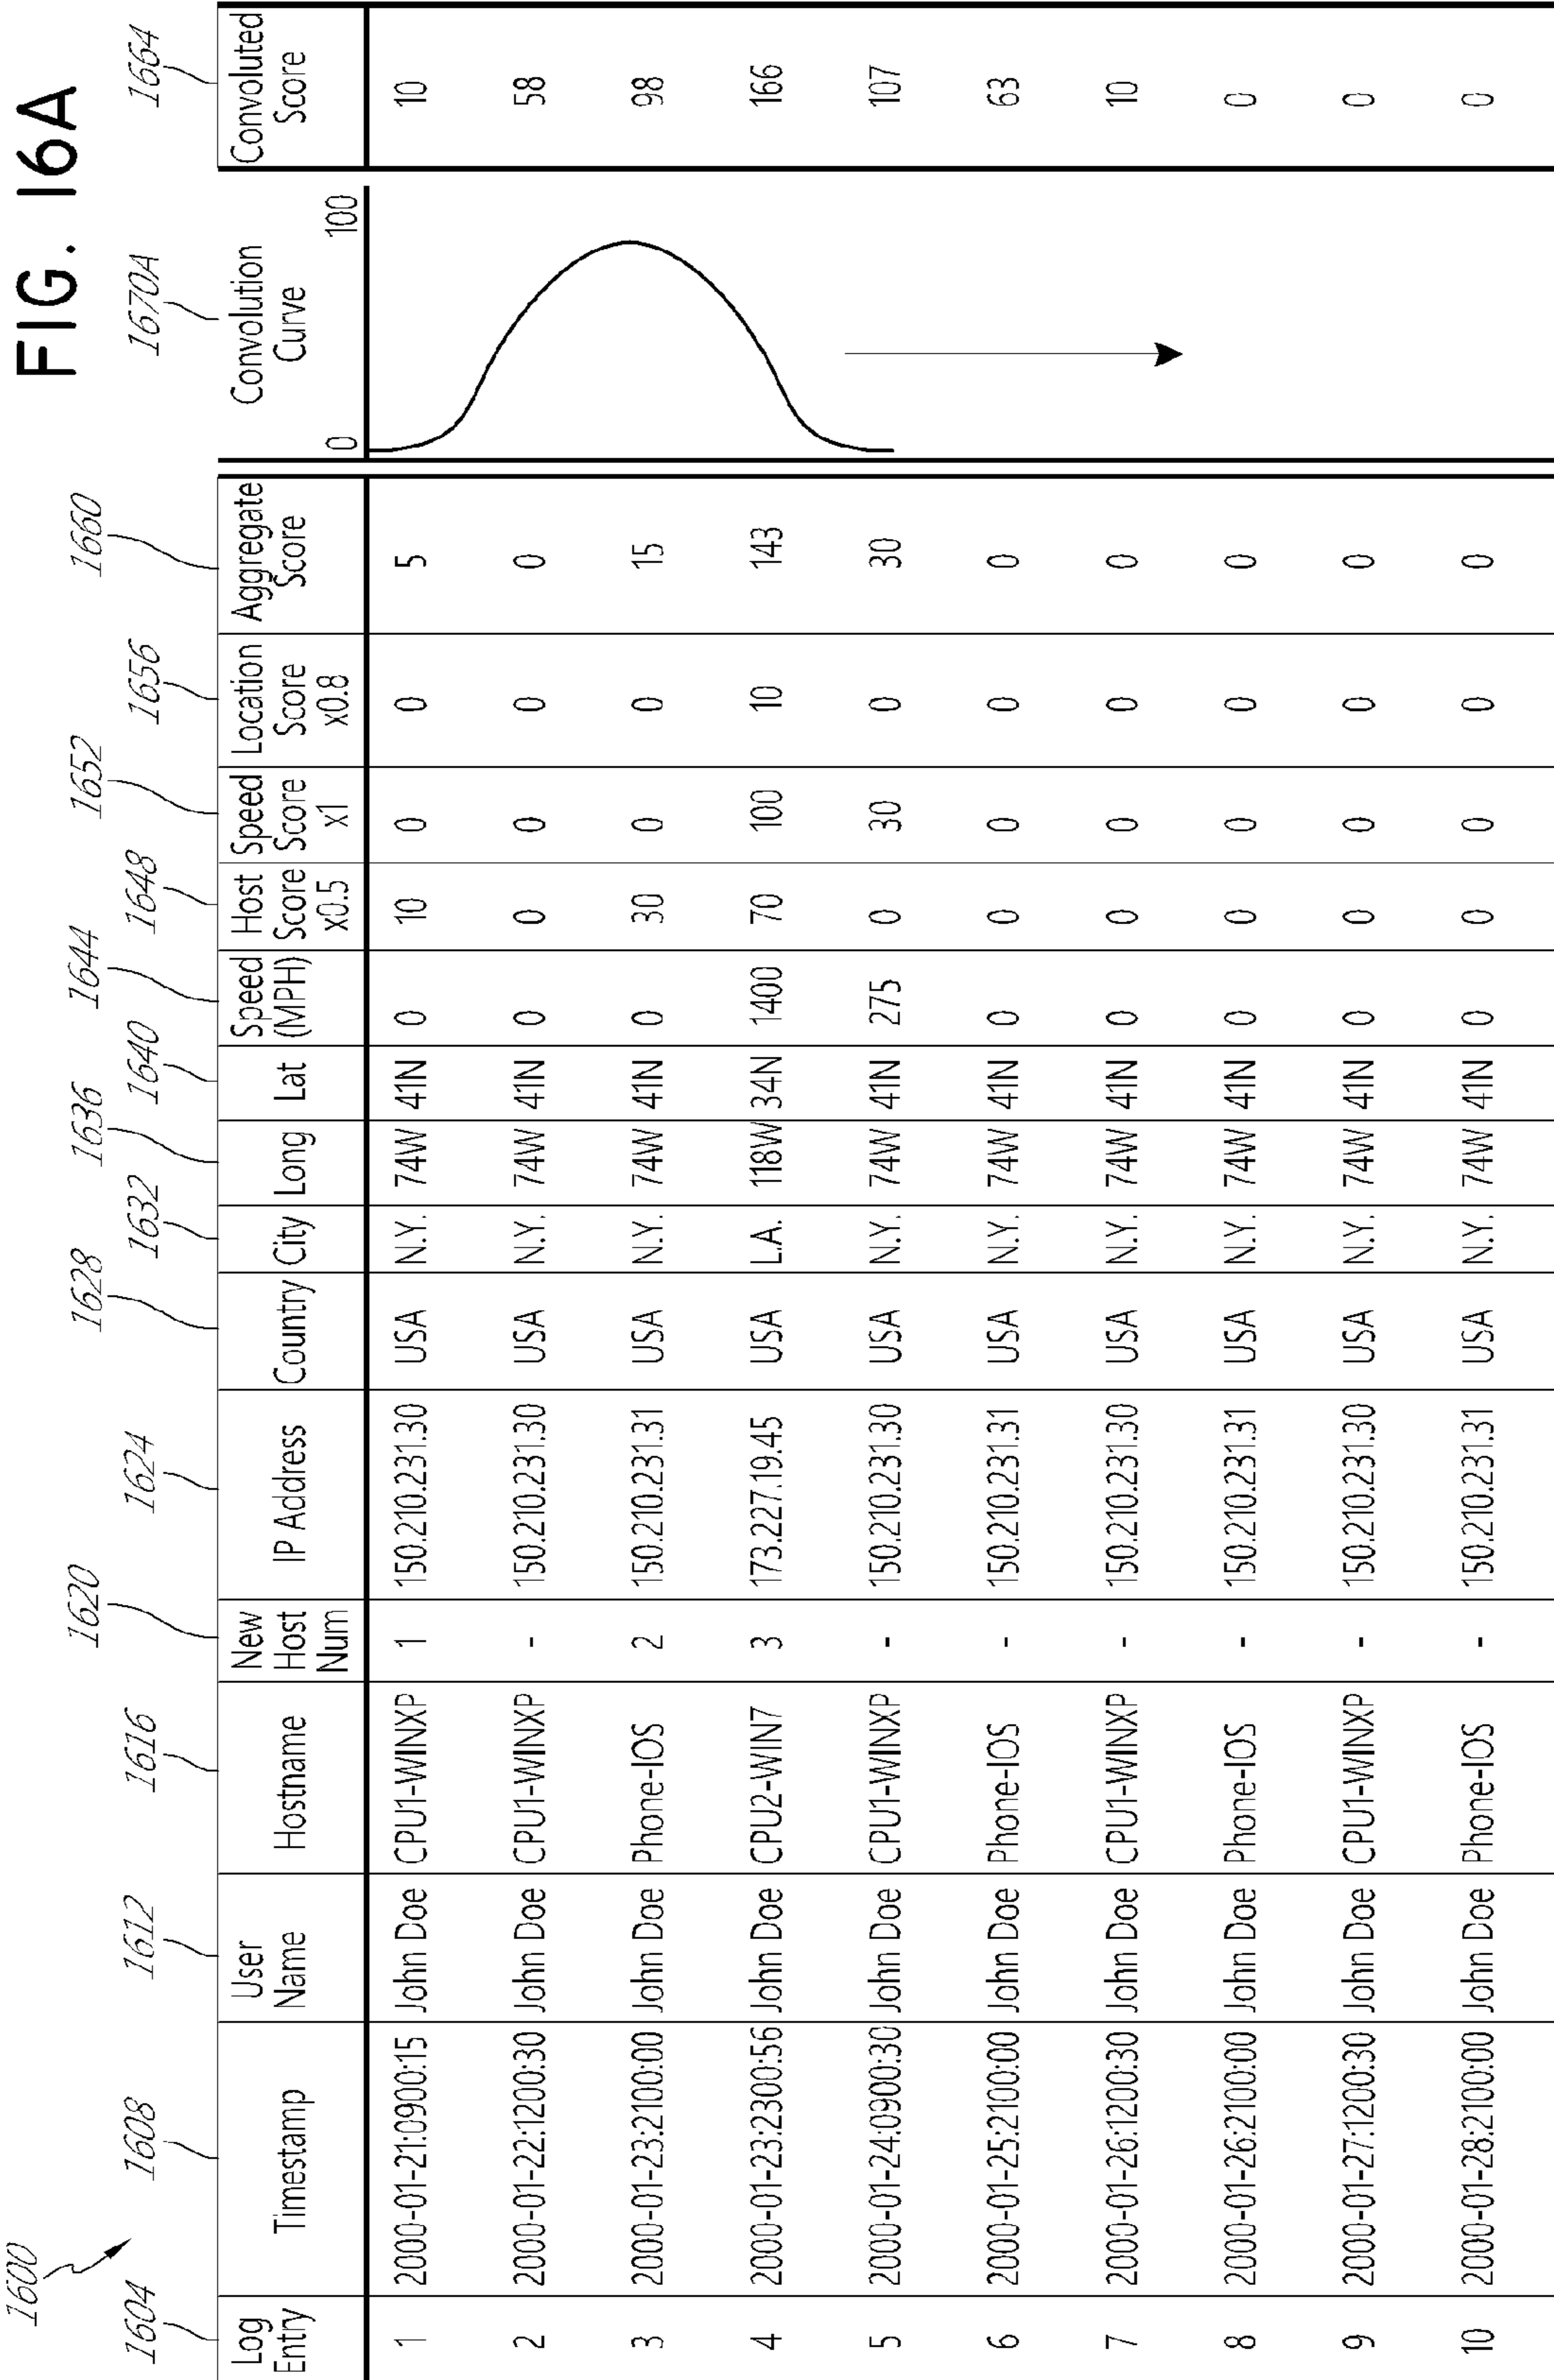 FIG. 16A
1600
1604 1608 1612 1616 1620 1624 1628 1632 1636 1640 1644 1648 1652 1656 1660 1670A 1664
Log Entry Timestamp User Name Hostname New Host Num IP Address Country City Long Lat Speed (MPH) Host Score x0.5 Speed Score x1 Location Score x0.8 Aggregate Score Convolution Curve Convoluted Score
0 100
1 2000-01-21:0900:15 John Doe CPU1-WINXP 1 150.210.231.30 USA N.Y. 74W 41N 0 10 0 0 5 10
2 2000-01-22:1200:30 John Doe CPU1-WINXP - 150.210.231.30 USA N.Y. 74W 41N 0 0 0 0 0 58
3 2000-01-23:2100:00 John Doe Phone-IOS 2 150.210.231.31 USA N.Y. 74W 41N 0 30 0 0 15 98
4 2000-01-23:2300:56 John Doe CPU2-WIN7 3 173.227.19.45 USA L.A. 118W 34N 1400 70 100 10 143 166
5 2000-01-24:0900:30 John Doe CPU1-WINXP - 150.210.231.30 USA N.Y. 74W 41N 275 0 30 0 30 107
6 2000-01-25:2100:00 John Doe Phone-IOS - 150.210.231.31 USA N.Y. 74W 41N 0 0 0 0 0 63
7 2000-01-26:1200:30 John Doe CPU1-WINXP - 150.210.231.30 USA N.Y. 74W 41N 0 0 0 0 0 10
8 2000-01-26:2100:00 John Doe Phone-IOS - 150.210.231.31 USA N.Y. 74W 41N 0 0 0 0 0 0
9 2000-01-27:1200:30 John Doe CPU1-WINXP - 150.210.231.30 USA N.Y. 74W 41N 0 0 0 0 0 0
10 2000-01-28:2100:00 John Doe Phone-IOS - 150.210.231.31 USA N.Y. 74W 41N 0 0 0 0 0 0